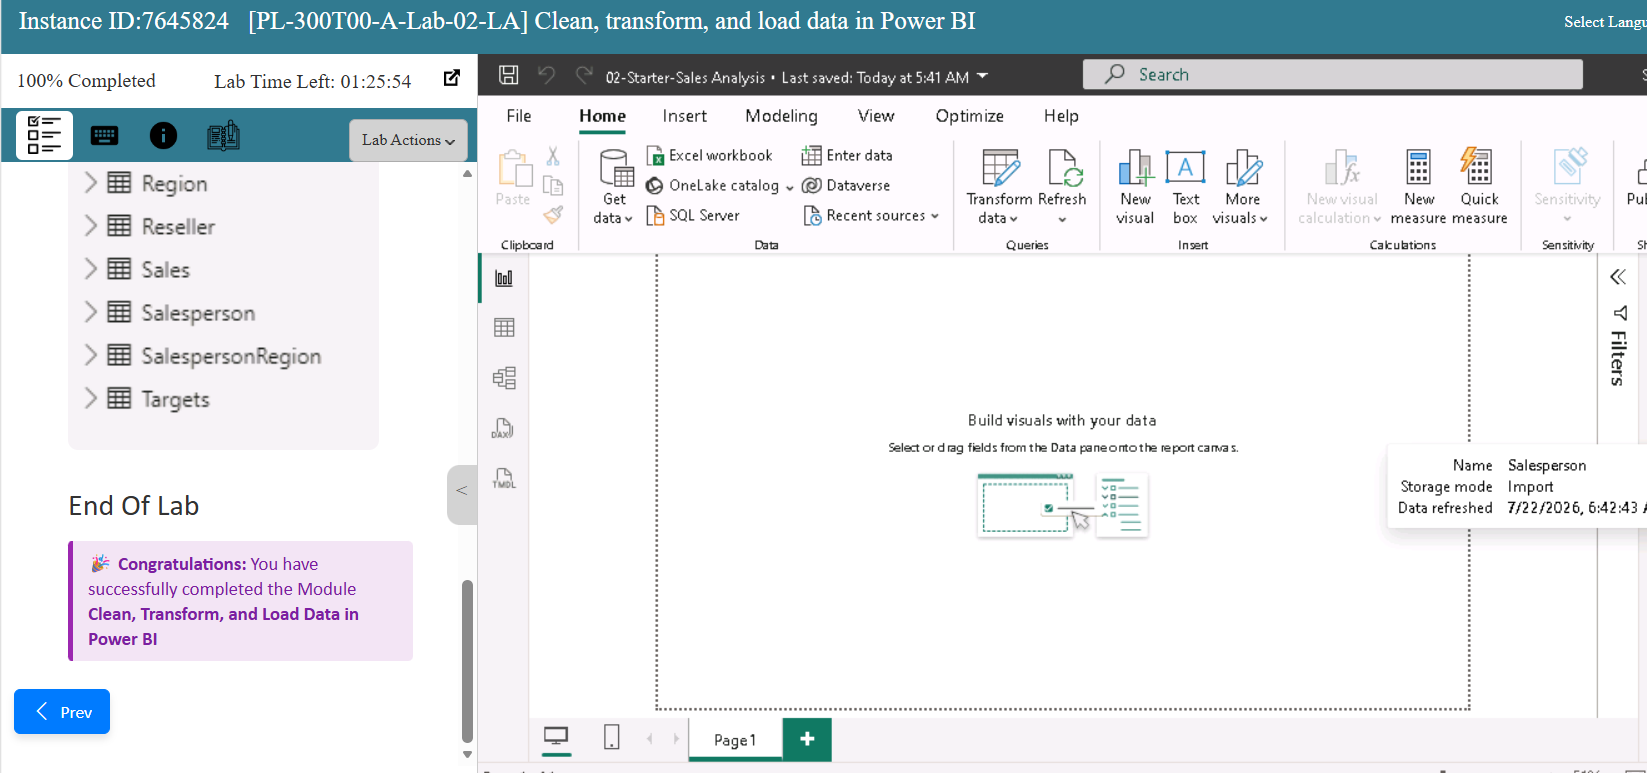 Instance ID:7645824 [PL-300T00-A-Lab-02-LA] Clean, transform, and load data in Power BI
Select Langu
100% Completed
Lab Time Left: 01:25:54
Lab Actions
Region
Reseller
Sales
Salesperson
SalespersonRegion
Targets
End Of Lab
Congratulations: You have
successfully completed the Module
Clean, Transform, and Load Data in
Power BI
Prev
<
02-Starter-Sales Analysis • Last saved: Today at 5:41 AM
Search
File Home Insert Modeling View Optimize Help
Paste
Clipboard
Get
data
Excel workbook
OneLake catalog
SQL Server
Enter data
Dataverse
Recent sources
Data
Transform
data
Refresh
Queries
New
visual
Text
box
More
visuals
Insert
New visual
calculation
New
measure
Quick
measure
Calculations
Sensitivity
Sensitivity
DAX
TMDL
Build visuals with your data
Select or drag fields from the Data pane onto the report canvas.
Filters
Name Salesperson
Storage mode Import
Data refreshed 7/22/2026, 6:42:43
Page 1